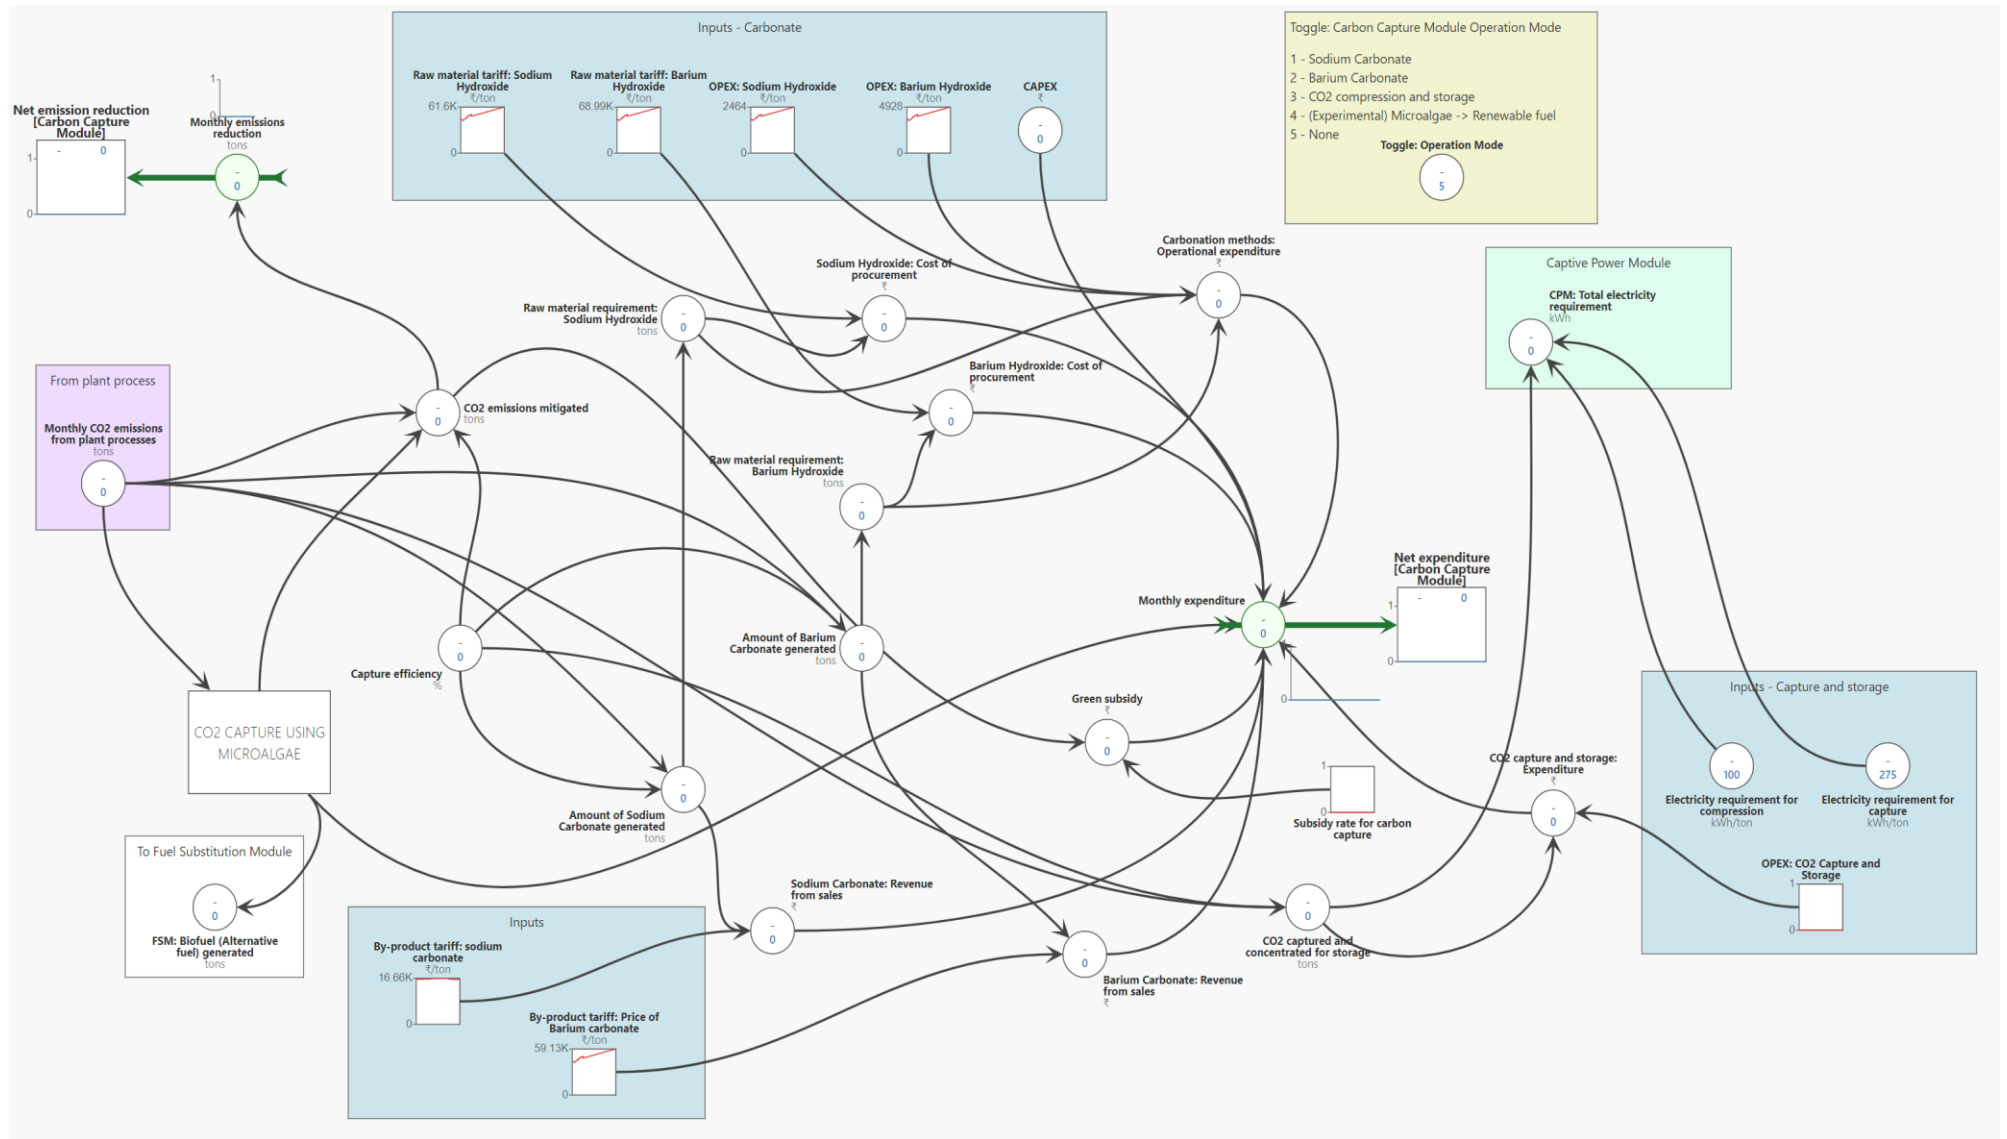 Inputs - Carbonate
Raw material tariff: Sodium
Hydroxide
₹/ton
61.6K
0
Raw material tariff: Barium
Hydroxide
₹/ton
68.99K
0
OPEX: Sodium Hydroxide
₹/ton
2464
0
OPEX: Barium Hydroxide
₹/ton
4928
0
CAPEX
₹
-
0
Toggle: Carbon Capture Module Operation Mode
1 - Sodium Carbonate
2 - Barium Carbonate
3 - CO2 compression and storage
4 - (Experimental) Microalgae -> Renewable fuel
5 - None
Toggle: Operation Mode
-
5
Net emission reduction
[Carbon Capture
Module]
- 0
1
0
1
0
Monthly emissions
reduction
tons
-
0
Carbonation methods:
Operational expenditure
₹
-
0
Captive Power Module
CPM: Total electricity
requirement
kWh
-
0
Sodium Hydroxide: Cost of
procurement
₹
-
0
Raw material requirement:
Sodium Hydroxide
tons
-
0
Barium Hydroxide: Cost of
procurement
₹
-
0
From plant process
Monthly CO2 emissions
from plant processes
tons
-
0
CO2 emissions mitigated
tons
-
0
Raw material requirement:
Barium Hydroxide
tons
-
0
Net expenditure
[Carbon Capture
Module]
- 0
1
0
Monthly expenditure
-
0
0
Capture efficiency
%
-
0
Amount of Barium
Carbonate generated
tons
-
0
CO2 CAPTURE USING
MICROALGAE
Green subsidy
₹
-
0
Inputs - Capture and storage
-
100
Electricity requirement for
compression
kWh/ton
-
275
Electricity requirement for
capture
kWh/ton
OPEX: CO2 Capture and
Storage
1
0
CO2 capture and storage:
Expenditure
₹
-
0
1
0
Subsidy rate for carbon
capture
-
0
Amount of Sodium
Carbonate generated
tons
To Fuel Substitution Module
-
0
FSM: Biofuel (Alternative
fuel) generated
tons
Sodium Carbonate: Revenue
from sales
₹
-
0
-
0
CO2 captured and
concentrated for storage
tons
-
0
Barium Carbonate: Revenue
from sales
₹
Inputs
By-product tariff: sodium
carbonate
₹/ton
16.66K
0
By-product tariff: Price of
Barium carbonate
₹/ton
59.13K
0